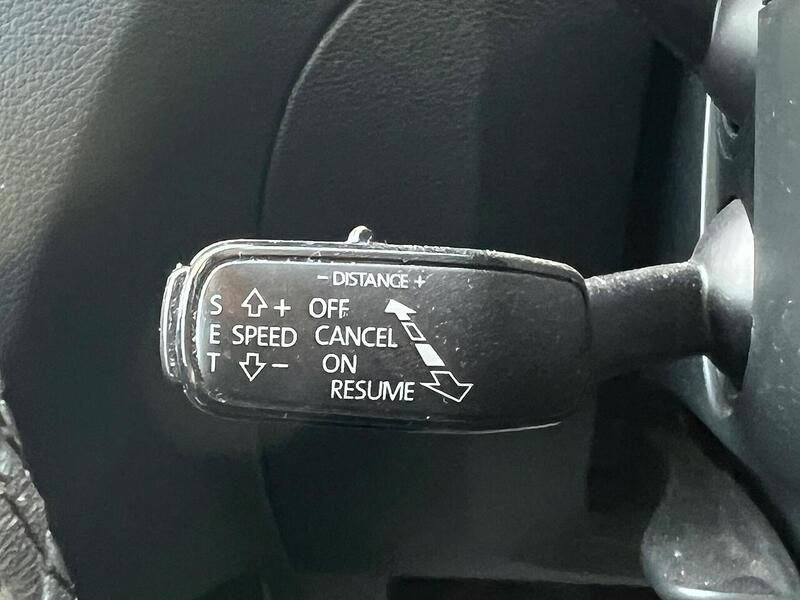 - DISTANCE +
S + OFF
E SPEED CANCEL
T - ON
RESUME